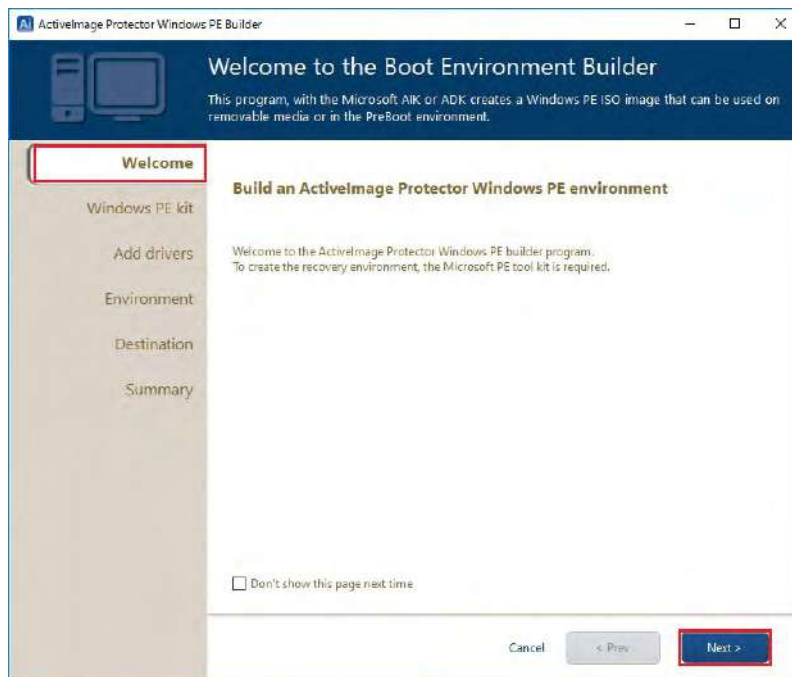 Ai ActiveImage Protector Windows PE Builder
Welcome to the Boot Environment Builder
This program, with the Microsoft AIK or ADK creates a Windows PE ISO image that can be used on
removable media or in the PreBoot environment.
Welcome
Windows PE kit
Add drivers
Environment
Destination
Summary
Build an ActiveImage Protector Windows PE environment
Welcome to the ActiveImage Protector Windows PE builder program.
To create the recovery environment, the Microsoft PE tool kit is required.
Don't show this page next time
Cancel
< Prev
Next >